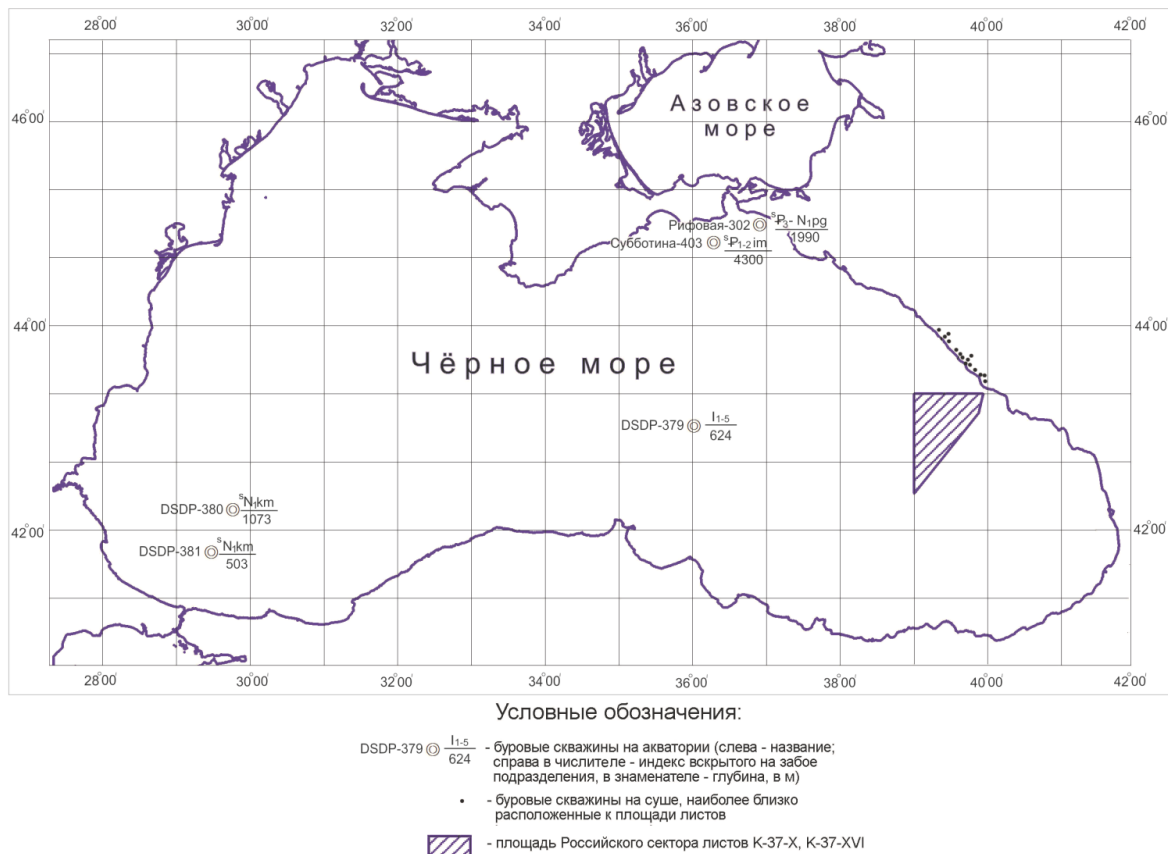 28°00' 30°00' 32°00' 34°00' 36°00' 38°00' 40°00' 42°00'
Азовское
море
46°00' 46°00'
Рифовая-302 sP3- N1pg
1990
Субботина-403 sP1-2 im
4300
44°00' 44°00'
Чёрное море
DSDP-379 I1-5
624
DSDP-380 sN1km
1073
42°00' 42°00'
DSDP-381 sN1km
503
28°00' 30°00' 32°00' 34°00' 36°00' 38°00' 40°00' 42°00'
Условные обозначения:
DSDP-379 I1-5
624
- буровые скважины на акватории (слева - название;
справа в числителе - индекс вскрытого на забое
подразделения, в знаменателе - глубина, в м)
- буровые скважины на суше, наиболее близко
расположенные к площади листов
- площадь Российского сектора листов K-37-X, K-37-XVI